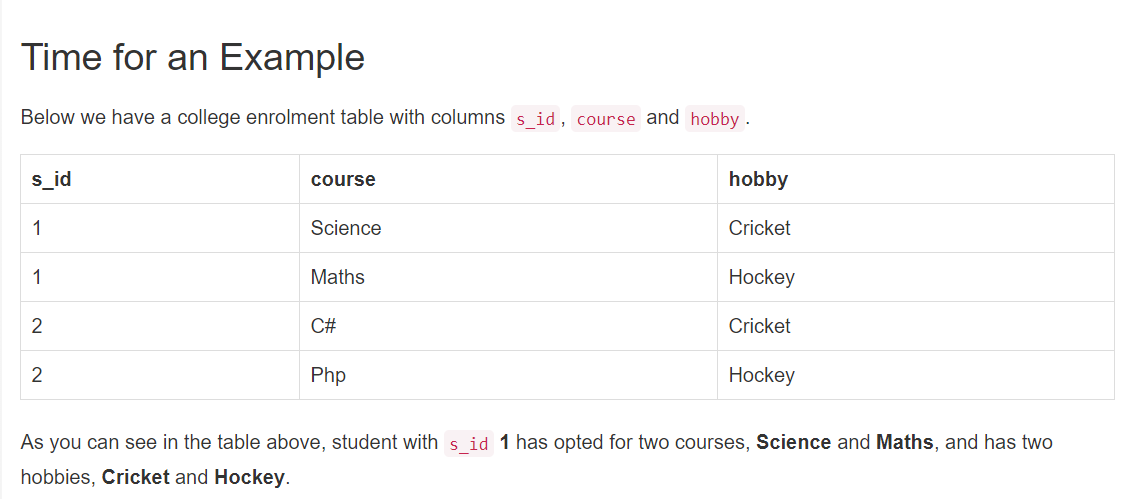 Time for an Example
Below we have a college enrolment table with columns s_id, course and hobby.
s_id course hobby
1 Science Cricket
1 Maths Hockey
2 C# Cricket
2 Php Hockey
As you can see in the table above, student with s_id 1 has opted for two courses, Science and Maths, and has two
hobbies, Cricket and Hockey.